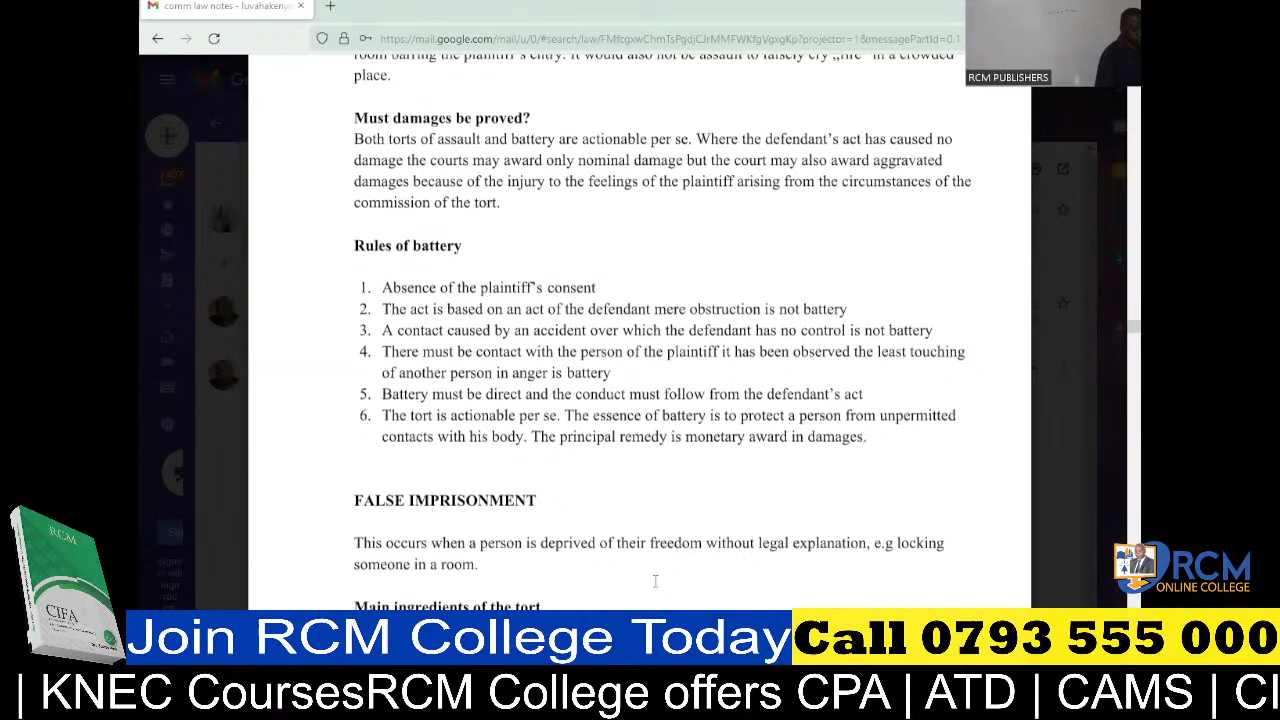 comm law notes - luvahakeny
https://mail.google.com/mail/u/0/#search/law/FMfcgxwChmTsPgdjCJrMMFWKfgVgxgKp?projector=1&messagePartId=0.1
RCM PUBLISHERS
room barring the plaintiff's entry. It would also not be assault to falsely cry „fire" in a crowded
place.
Must damages be proved?
Both torts of assault and battery are actionable per se. Where the defendant's act has caused no
damage the courts may award only nominal damage but the court may also award aggravated
damages because of the injury to the feelings of the plaintiff arising from the circumstances of the
commission of the tort.
Rules of battery
1. Absence of the plaintiff's consent
2. The act is based on an act of the defendant mere obstruction is not battery
3. A contact caused by an accident over which the defendant has no control is not battery
4. There must be contact with the person of the plaintiff it has been observed the least touching
of another person in anger is battery
5. Battery must be direct and the conduct must follow from the defendant's act
6. The tort is actionable per se. The essence of battery is to protect a person from unpermitted
contacts with his body. The principal remedy is monetary award in damages.
FALSE IMPRISONMENT
This occurs when a person is deprived of their freedom without legal explanation, e.g locking
someone in a room.
Main ingredients of the tort
RCM
CIFA
RCM
ONLINE COLLEGE
Join RCM College Today
Call 0793 555 000
| KNEC CoursesRCM College offers CPA | ATD | CAMS | CI